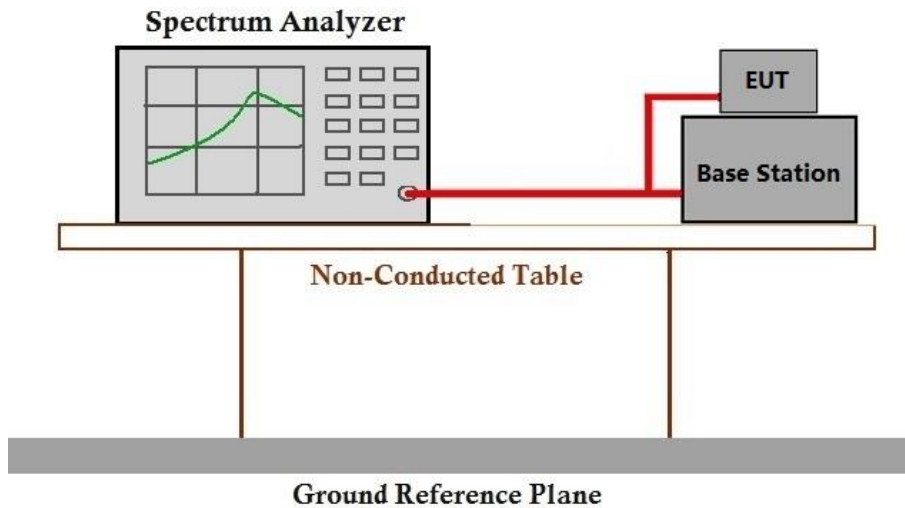 Spectrum Analyzer
EUT
Base Station
Non-Conducted Table
Ground Reference Plane